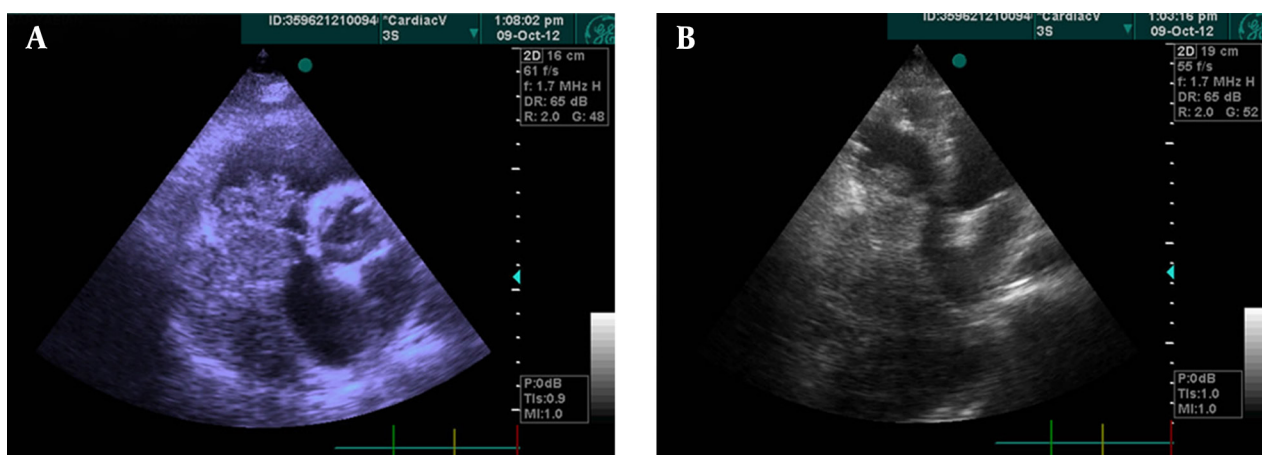 A
ID:359621210094
*CardiacV
3S
1:08:02 pm
09-Oct-12
2D 16 cm
61 f/s
f: 1.7 MHz H
DR: 65 dB
R: 2.0 G: 48
P:0dB
TIs:0.9
MI:1.0
B
ID:359621210094
*CardiacV
3S
1:03:16 pm
09-Oct-12
2D 19 cm
55 f/s
f: 1.7 MHz H
DR: 65 dB
R: 2.0 G: 52
P:0dB
TIs:1.0
MI:1.0